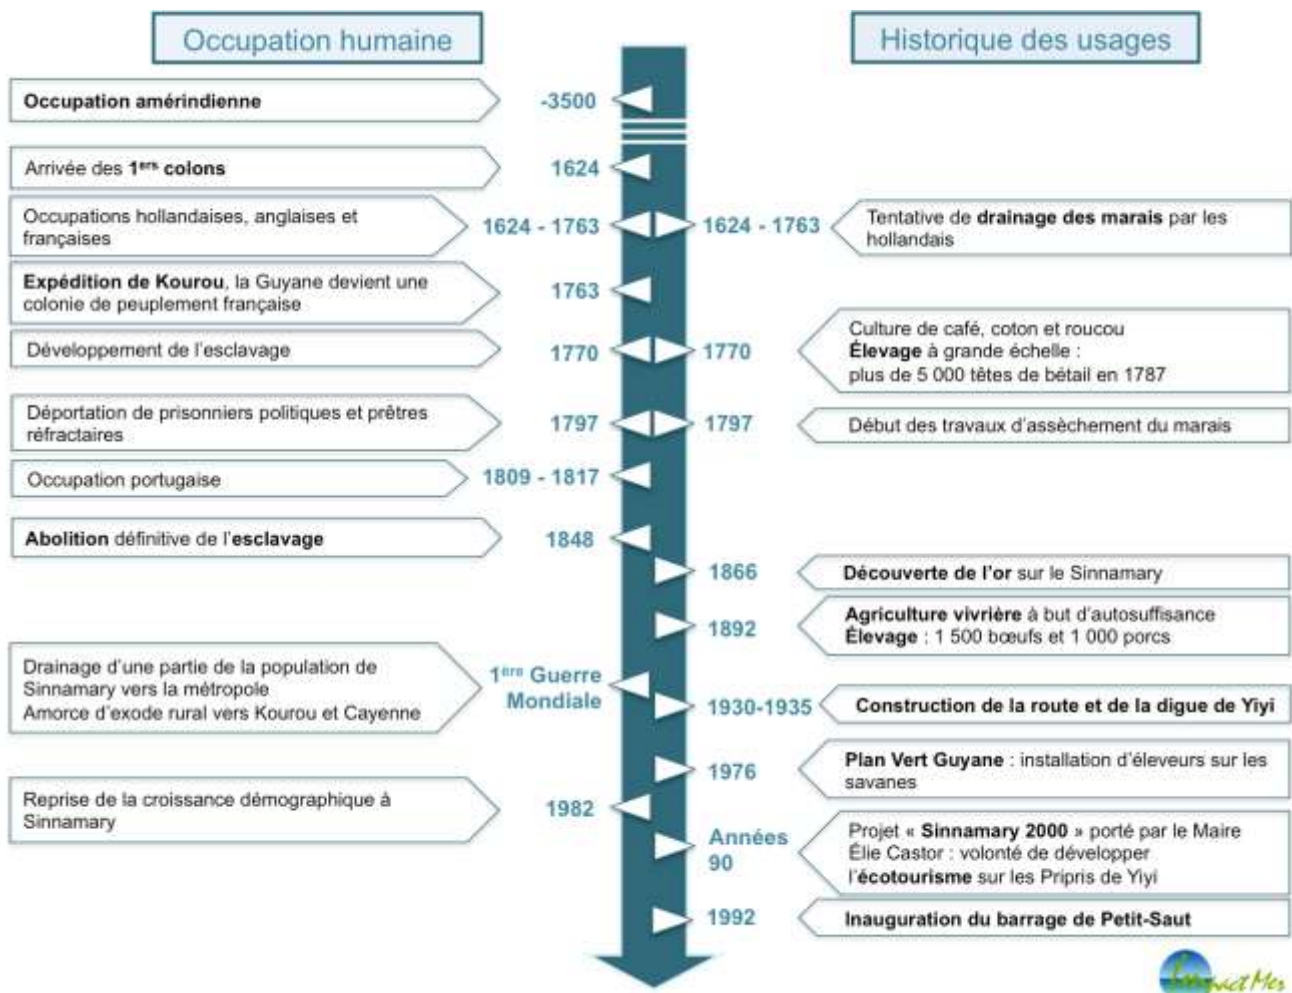 Occupation humaine
Historique des usages
Occupation amérindienne
-3500
Arrivée des 1ers colons
1624
Occupations hollandaises, anglaises et
françaises
1624 - 1763
1624 - 1763
Tentative de drainage des marais par les
hollandais
Expédition de Kourou, la Guyane devient une
colonie de peuplement française
1763
Développement de l'esclavage
1770
1770
Culture de café, coton et roucou
Élevage à grande échelle :
plus de 5 000 têtes de bétail en 1787
Déportation de prisonniers politiques et prêtres
réfractaires
1797
1797
Début des travaux d'assèchement du marais
Occupation portugaise
1809 - 1817
Abolition définitive de l'esclavage
1848
1866
Découverte de l'or sur le Sinnamary
1892
Agriculture vivrière à but d'autosuffisance
Élevage : 1 500 bœufs et 1 000 porcs
Drainage d'une partie de la population de
Sinnamary vers la métropole
Amorce d'exode rural vers Kourou et Cayenne
1ère Guerre
Mondiale
1930-1935
Construction de la route et de la digue de Yiyi
1976
Plan Vert Guyane : installation d'éleveurs sur les
savanes
Reprise de la croissance démographique à
Sinnamary
1982
Années
90
Projet « Sinnamary 2000 » porté par le Maire
Élie Castor : volonté de développer
l'écotourisme sur les Pripris de Yiyi
1992
Inauguration du barrage de Petit-Saut
Impact Mer